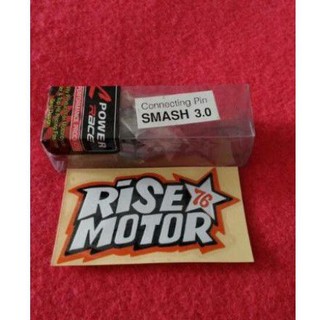 POWER
Race
Connecting Pin
SMASH 3.0
RiSE
76
MOTOR